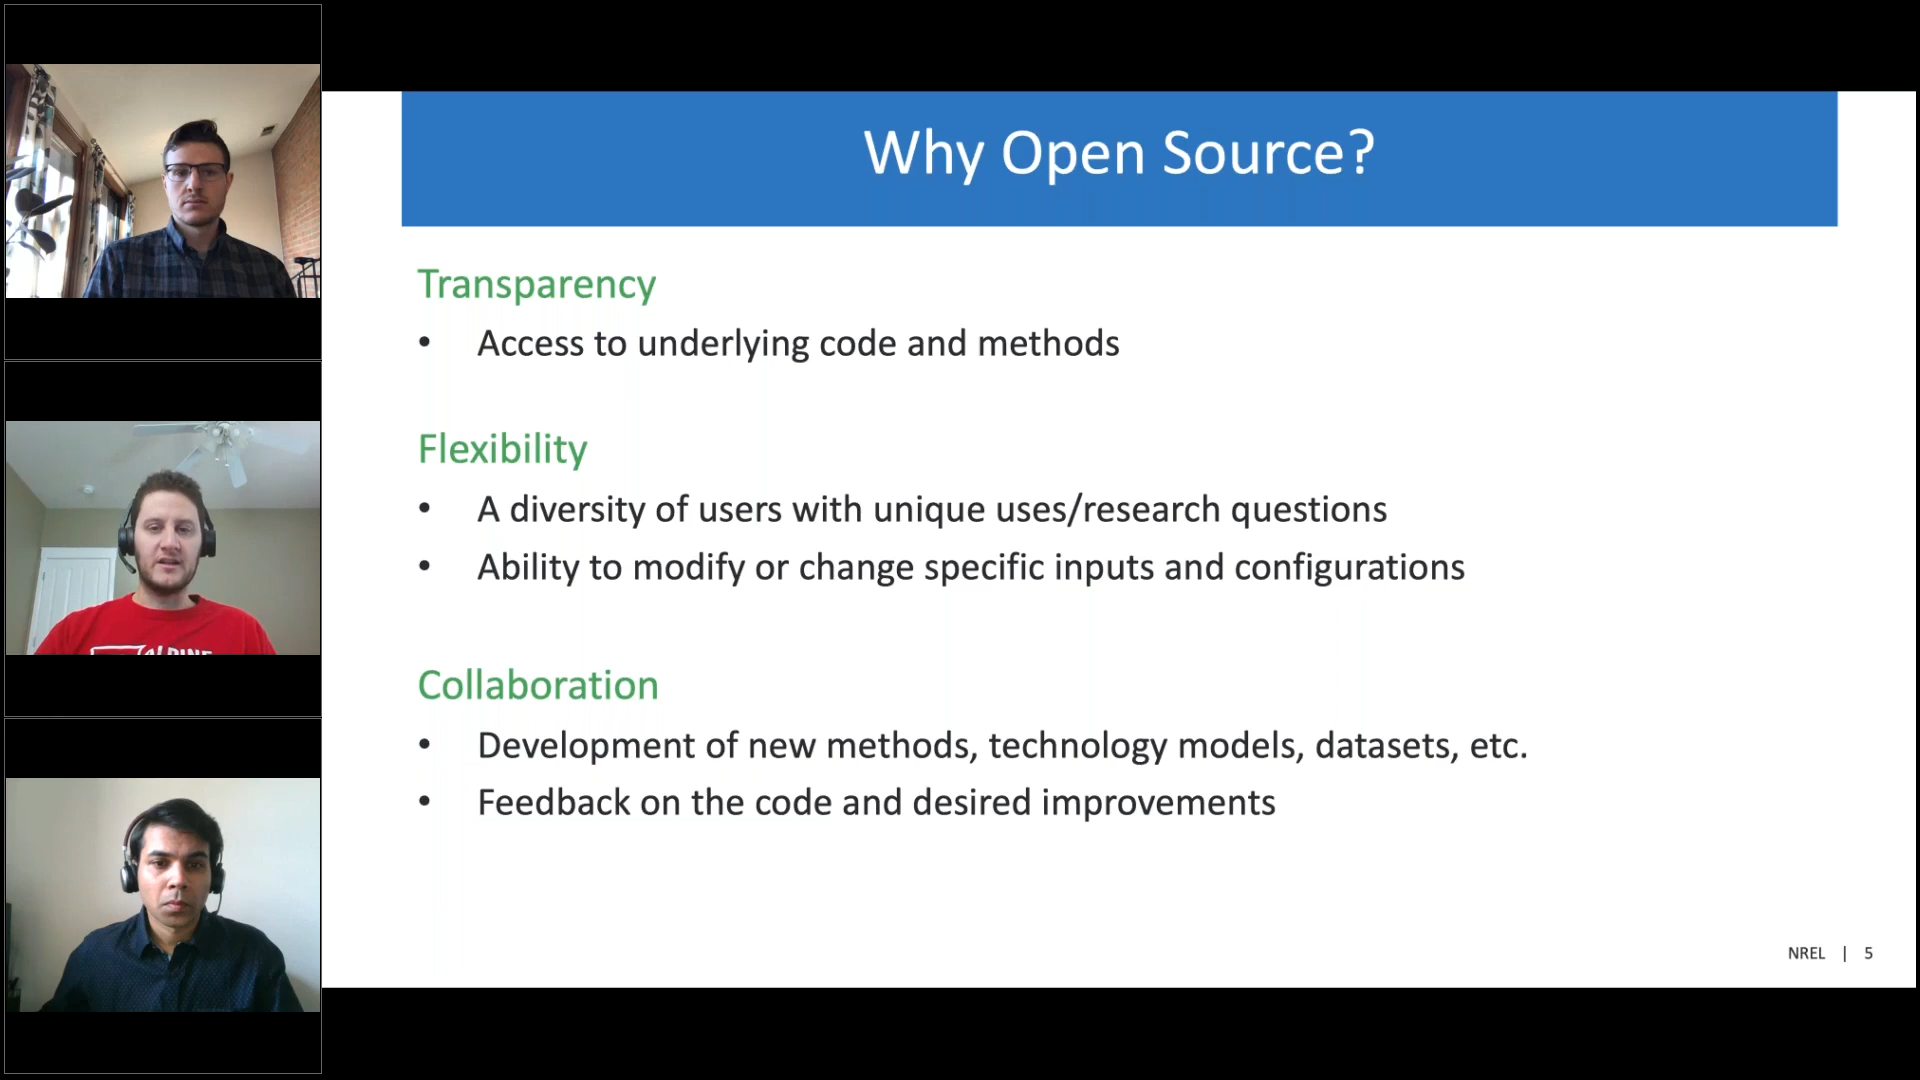 Why Open Source?
Transparency
• Access to underlying code and methods
Flexibility
• A diversity of users with unique uses/research questions
• Ability to modify or change specific inputs and configurations
Collaboration
• Development of new methods, technology models, datasets, etc.
• Feedback on the code and desired improvements
NREL | 5
ALPINE